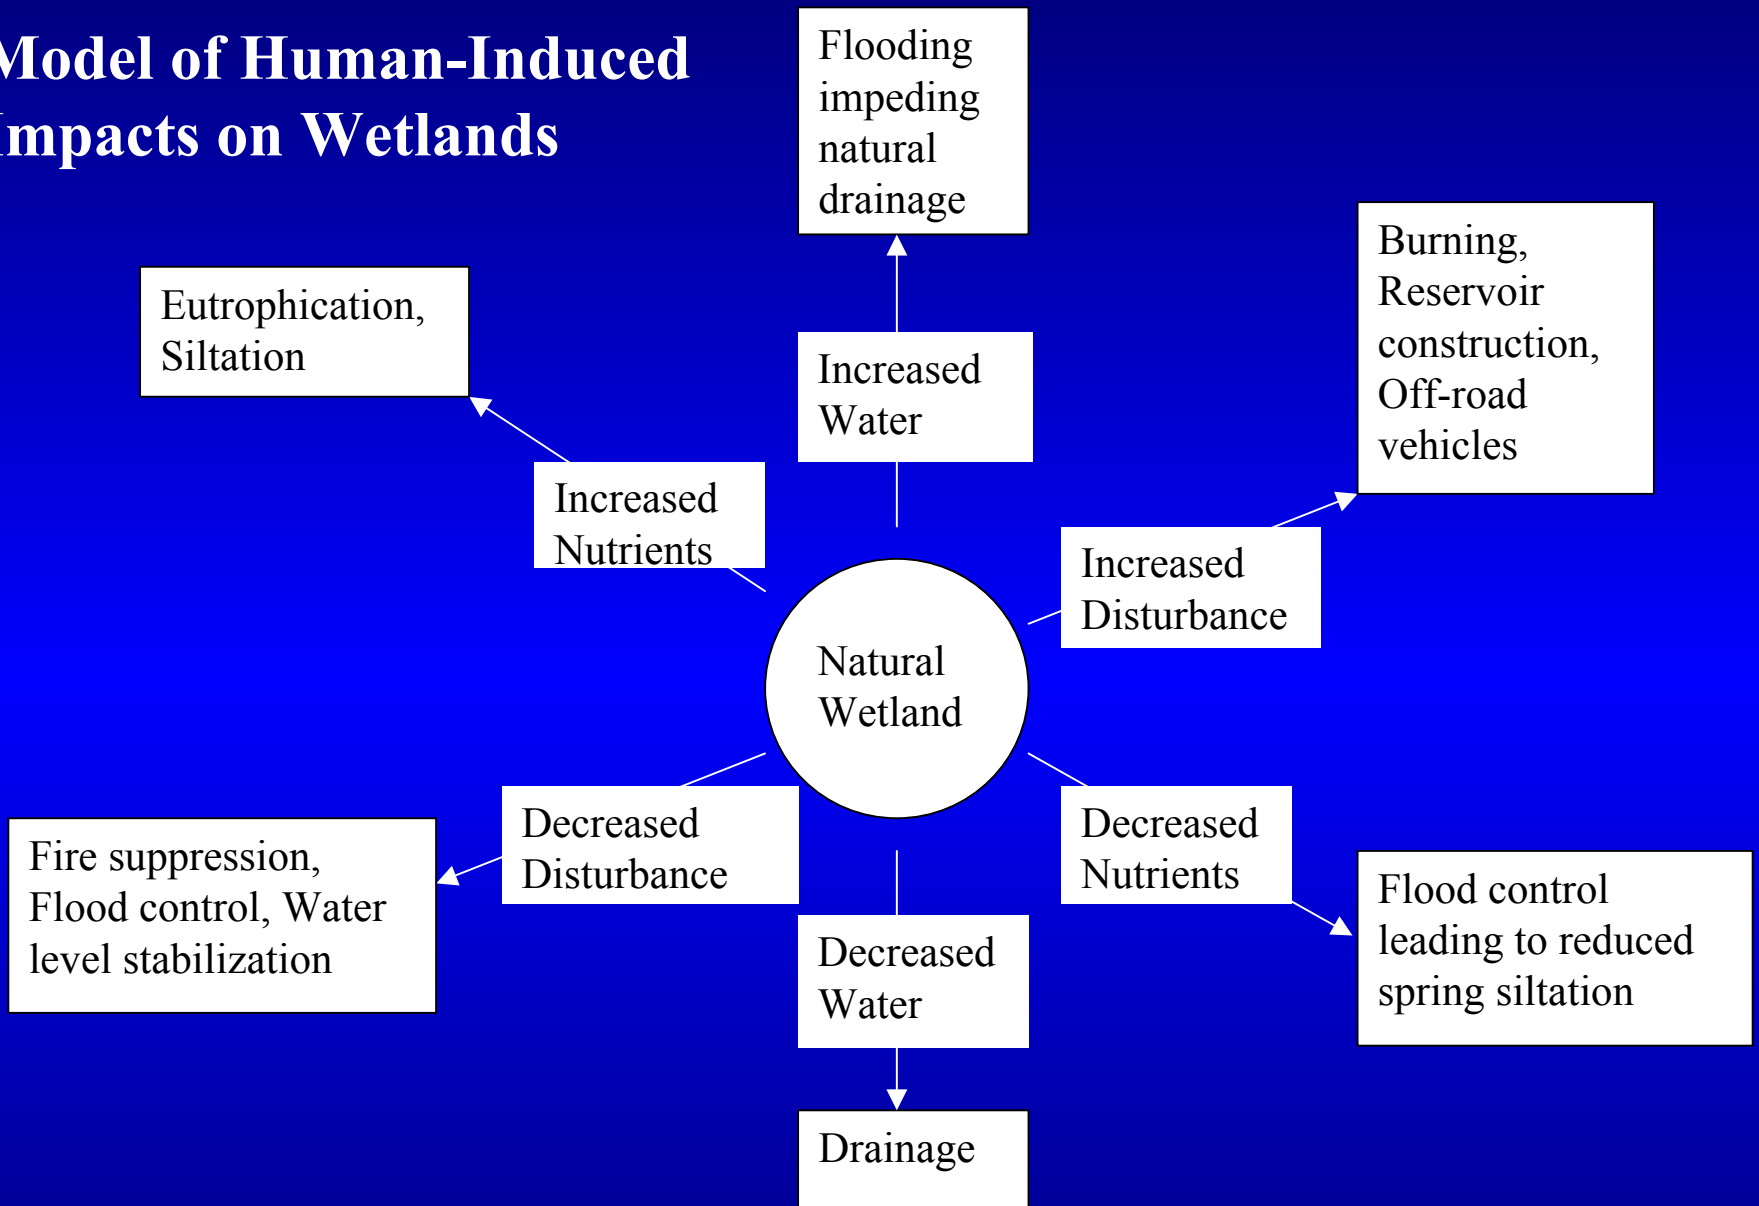 Model of Human-Induced
Impacts on Wetlands
Flooding
impeding
natural
drainage
Burning,
Reservoir
construction,
Off-road
vehicles
Eutrophication,
Siltation
Increased
Water
Increased
Nutrients
Increased
Disturbance
Natural
Wetland
Decreased
Disturbance
Decreased
Nutrients
Fire suppression,
Flood control, Water
level stabilization
Flood control
leading to reduced
spring siltation
Decreased
Water
Drainage